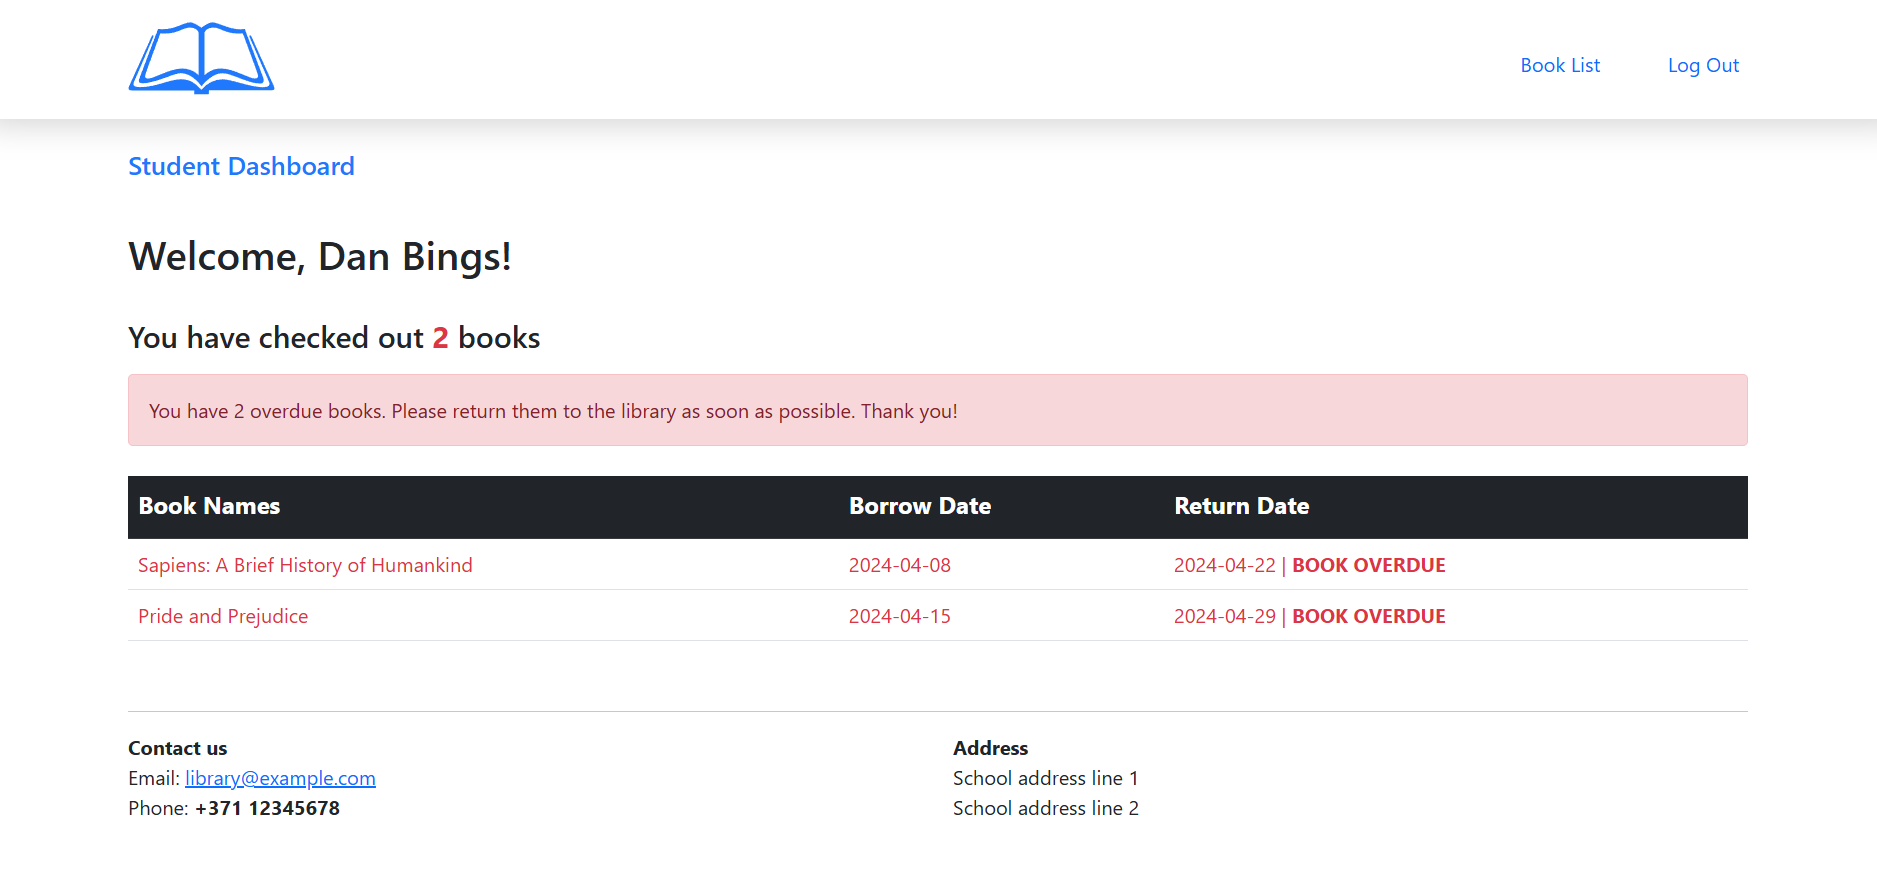 Book List Log Out
Student Dashboard
Welcome, Dan Bings!
You have checked out 2 books
You have 2 overdue books. Please return them to the library as soon as possible. Thank you!
Book Names Borrow Date Return Date
Sapiens: A Brief History of Humankind 2024-04-08 2024-04-22 | BOOK OVERDUE
Pride and Prejudice 2024-04-15 2024-04-29 | BOOK OVERDUE
Contact us
Email: library@example.com
Phone: +371 12345678
Address
School address line 1
School address line 2